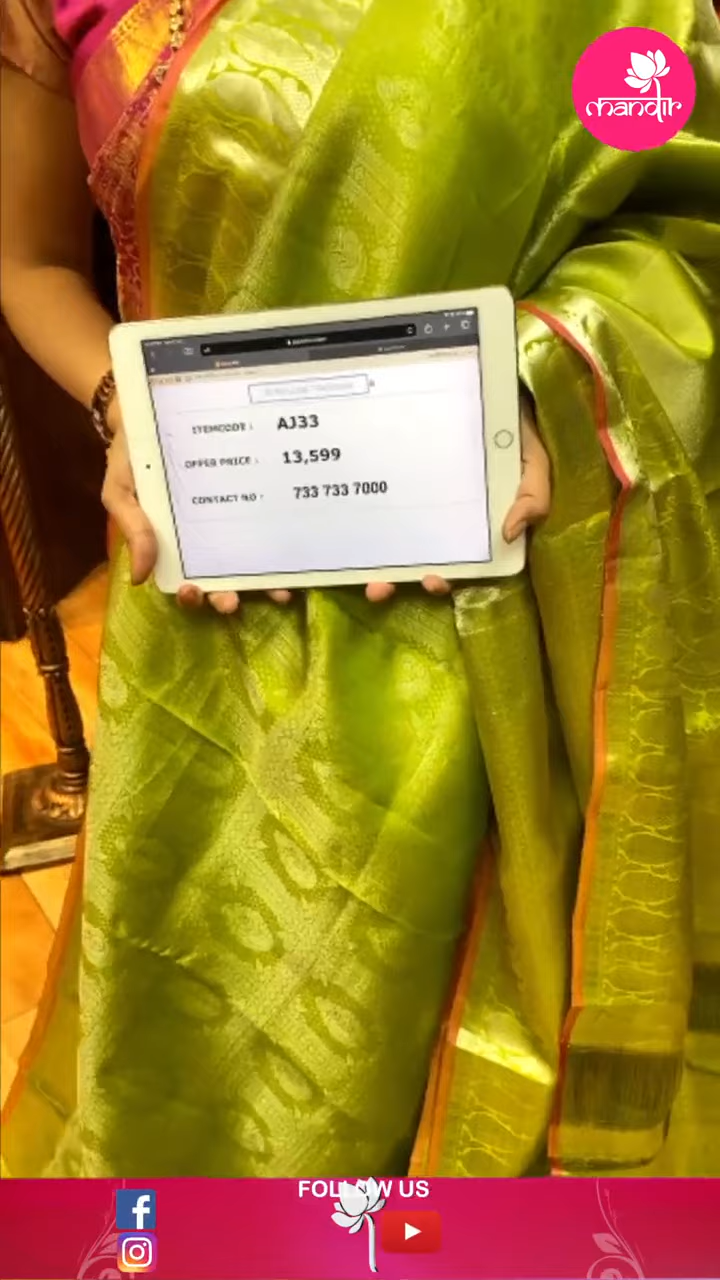 mandir
ITEMCODE : AJ33
OFFER PRICE : 13,599
CONTACT NO : 733 733 7000
FOLLOW US